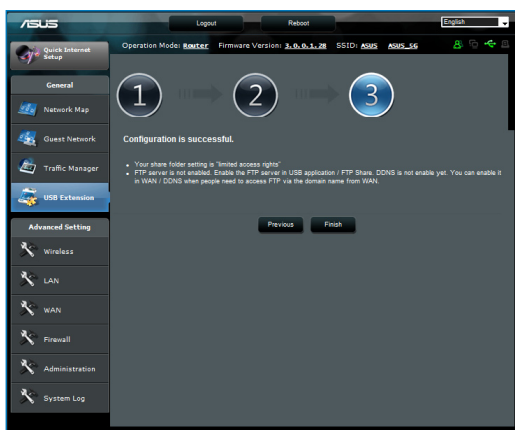 ASUS
Logout
Reboot
English
Quick Internet
Setup
Operation Mode: Router Firmware Version: 3.0.0.1.28 SSID: ASUS ASUS_5G
General
Network Map
Guest Network
Traffic Manager
USB Extension
Advanced Setting
Wireless
LAN
WAN
Firewall
Administration
System Log
1
2
3
Configuration is successful.
Your share folder setting is "limited access rights"
FTP server is not enabled. Enable the FTP server in USB application / FTP Share. DDNS is not enable yet. You can enable it
in WAN / DDNS when people need to access FTP via the domain name from WAN.
Previous
Finish